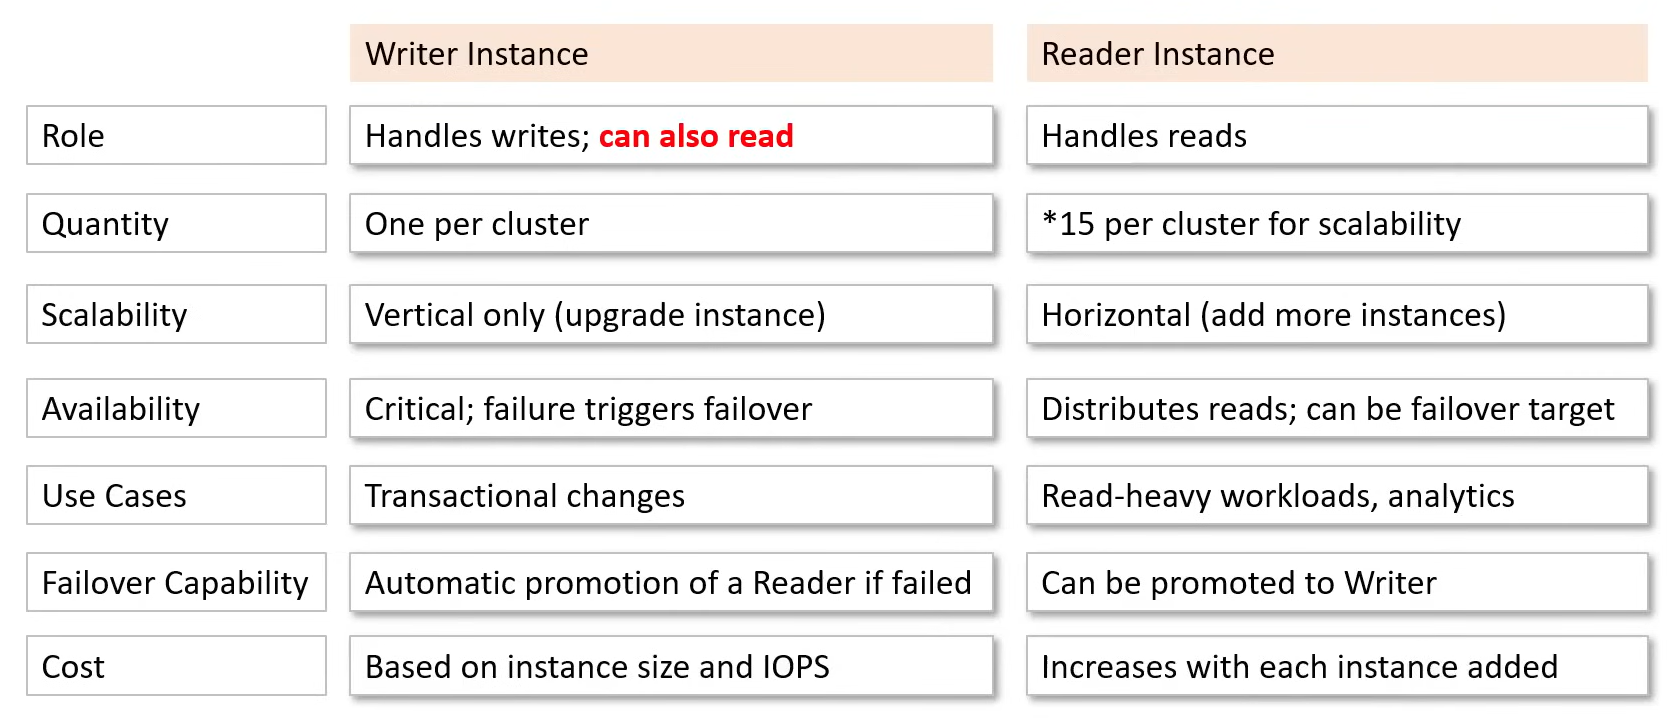 Writer Instance Reader Instance
Role Handles writes; can also read Handles reads
Quantity One per cluster *15 per cluster for scalability
Scalability Vertical only (upgrade instance) Horizontal (add more instances)
Availability Critical; failure triggers failover Distributes reads; can be failover target
Use Cases Transactional changes Read-heavy workloads, analytics
Failover Capability Automatic promotion of a Reader if failed Can be promoted to Writer
Cost Based on instance size and IOPS Increases with each instance added